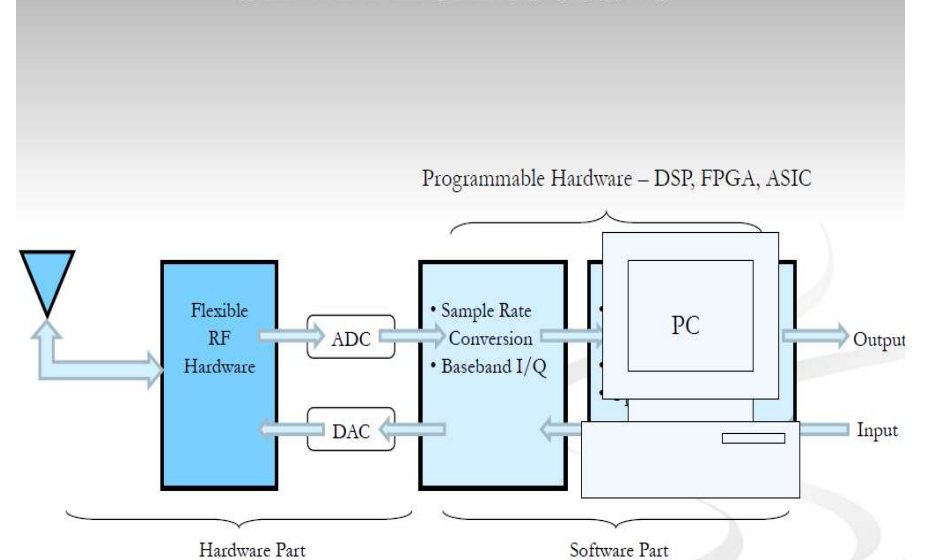 Programmable Hardware – DSP, FPGA, ASIC
Flexible
RF
Hardware
ADC
DAC
• Sample Rate
Conversion
• Baseband I/Q
PC
Output
Input
Hardware Part
Software Part